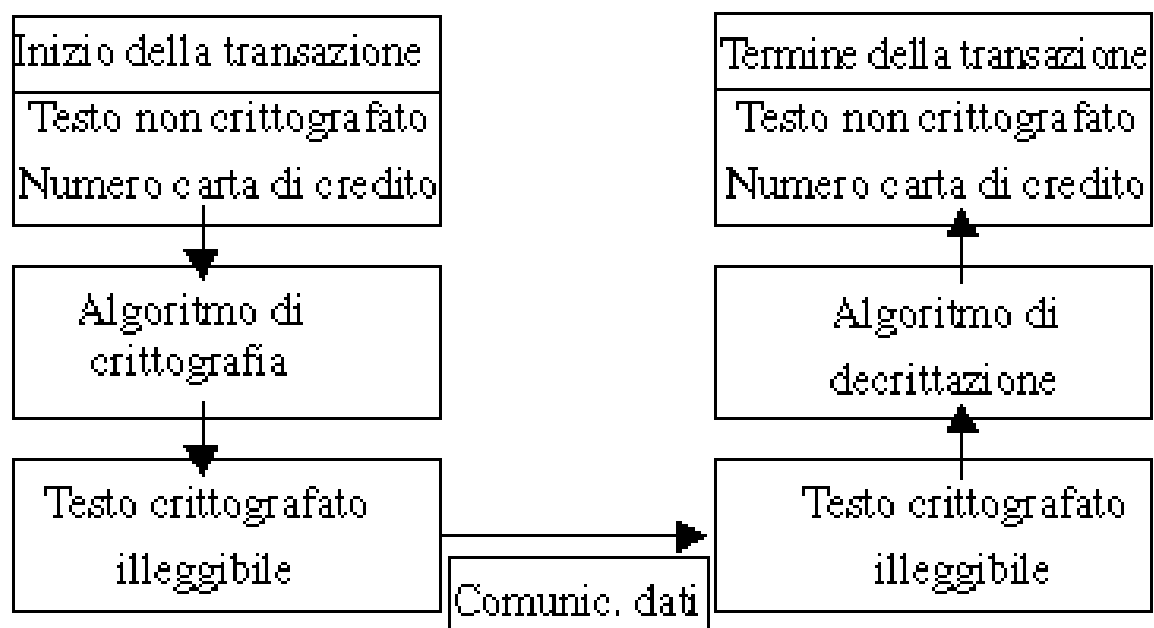 Inizio della transazione
Testo non crittografato
Numero carta di credito
Algoritmo di
crittografia
Testo crittografato
illeggibile
Comunic. dati
Termine della transazione
Testo non crittografato
Numero carta di credito
Algoritmo di
decrittazione
Testo crittografato
illeggibile